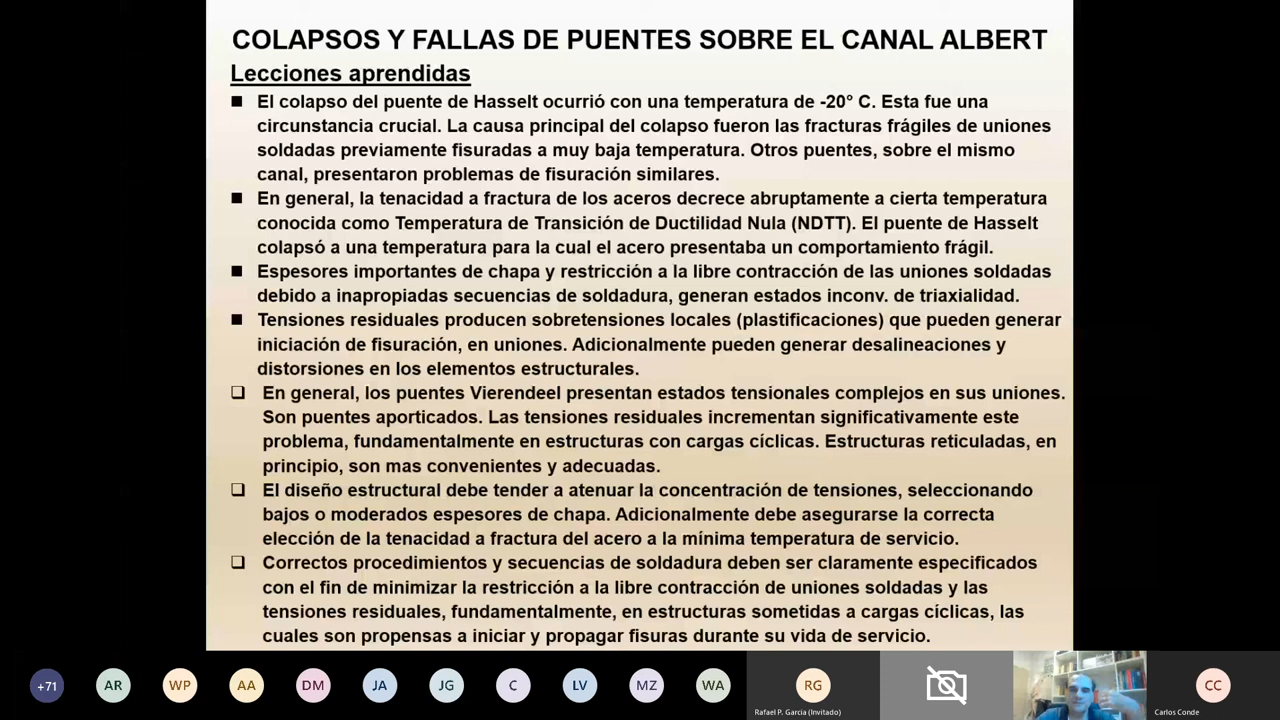 COLAPSOS Y FALLAS DE PUENTES SOBRE EL CANAL ALBERT
Lecciones aprendidas
El colapso del puente de Hasselt ocurrió con una temperatura de -20° C. Esta fue una
circunstancia crucial. La causa principal del colapso fueron las fracturas frágiles de uniones
soldadas previamente fisuradas a muy baja temperatura. Otros puentes, sobre el mismo
canal, presentaron problemas de fisuración similares.
En general, la tenacidad a fractura de los aceros decrece abruptamente a cierta temperatura
conocida como Temperatura de Transición de Ductilidad Nula (NDTT). El puente de Hasselt
colapsó a una temperatura para la cual el acero presentaba un comportamiento frágil.
Espesores importantes de chapa y restricción a la libre contracción de las uniones soldadas
debido a inapropiadas secuencias de soldadura, generan estados inconv. de triaxialidad.
Tensiones residuales producen sobretensiones locales (plastificaciones) que pueden generar
iniciación de fisuración, en uniones. Adicionalmente pueden generar desalineaciones y
distorsiones en los elementos estructurales.
En general, los puentes Vierendeel presentan estados tensionales complejos en sus uniones.
Son puentes aporticados. Las tensiones residuales incrementan significativamente este
problema, fundamentalmente en estructuras con cargas cíclicas. Estructuras reticuladas, en
principio, son mas convenientes y adecuadas.
El diseño estructural debe tender a atenuar la concentración de tensiones, seleccionando
bajos o moderados espesores de chapa. Adicionalmente debe asegurarse la correcta
elección de la tenacidad a fractura del acero a la mínima temperatura de servicio.
Correctos procedimientos y secuencias de soldadura deben ser claramente especificados
con el fin de minimizar la restricción a la libre contracción de uniones soldadas y las
tensiones residuales, fundamentalmente, en estructuras sometidas a cargas cíclicas, las
cuales son propensas a iniciar y propagar fisuras durante su vida de servicio.
+71 AR WP AA DM JA JG C LV MZ WA RG CC
Rafael P. Garcia (Invitado) Carlos Conde